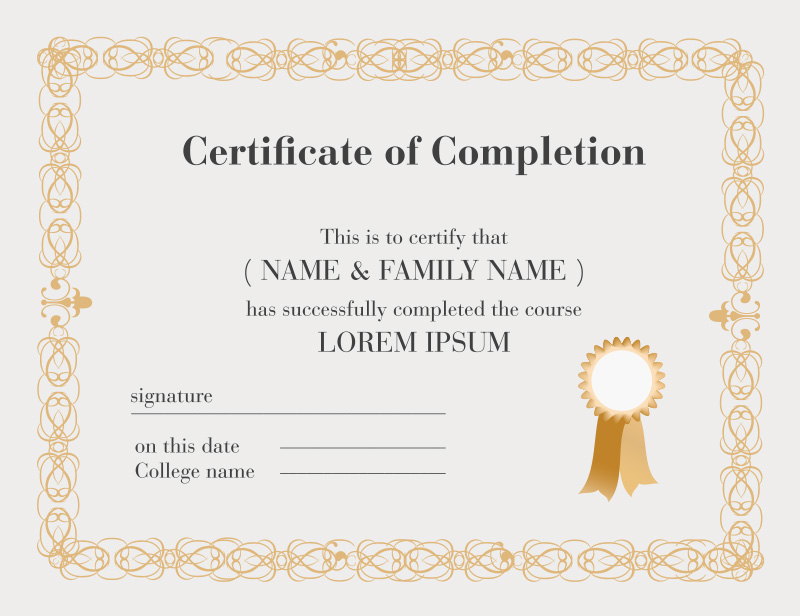 Certificate of Completion
This is to certify that
( NAME & FAMILY NAME )
has successfully completed the course
LOREM IPSUM
signature
on this date
College name